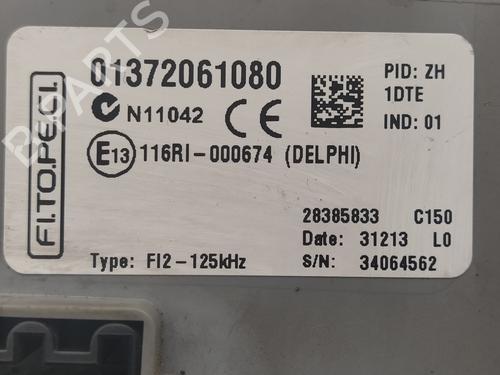 B-PARTS
FI.TO.PE.CI.
01372061080
N11042 CE
E13 116RI-000674 (DELPHI)
PID: ZH
1DTE
IND: 01
28385833 C150
Date: 31213 L0
Type: FI2-125kHz
S/N: 34064562